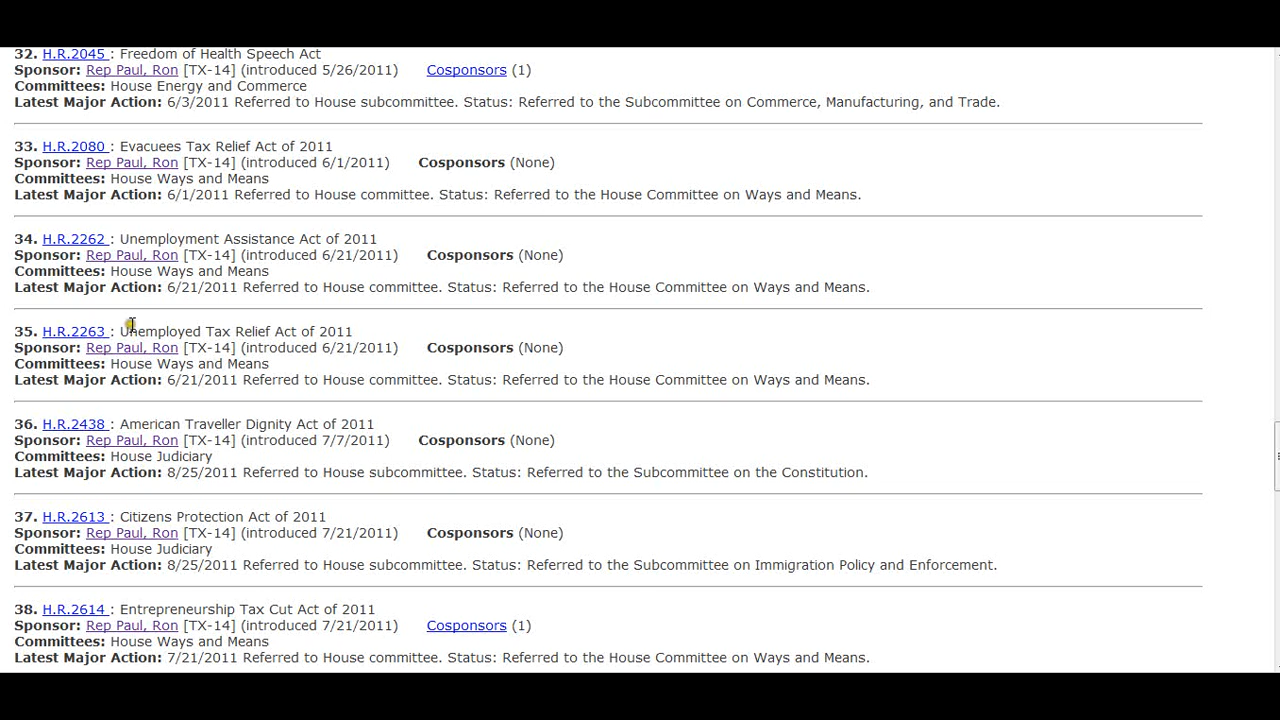 32. H.R.2045 : Freedom of Health Speech Act
Sponsor: Rep Paul, Ron [TX-14] (introduced 5/26/2011) Cosponsors (1)
Committees: House Energy and Commerce
Latest Major Action: 6/3/2011 Referred to House subcommittee. Status: Referred to the Subcommittee on Commerce, Manufacturing, and Trade.
33. H.R.2080 : Evacuees Tax Relief Act of 2011
Sponsor: Rep Paul, Ron [TX-14] (introduced 6/1/2011) Cosponsors (None)
Committees: House Ways and Means
Latest Major Action: 6/1/2011 Referred to House committee. Status: Referred to the House Committee on Ways and Means.
34. H.R.2262 : Unemployment Assistance Act of 2011
Sponsor: Rep Paul, Ron [TX-14] (introduced 6/21/2011) Cosponsors (None)
Committees: House Ways and Means
Latest Major Action: 6/21/2011 Referred to House committee. Status: Referred to the House Committee on Ways and Means.
35. H.R.2263 : Unemployed Tax Relief Act of 2011
Sponsor: Rep Paul, Ron [TX-14] (introduced 6/21/2011) Cosponsors (None)
Committees: House Ways and Means
Latest Major Action: 6/21/2011 Referred to House committee. Status: Referred to the House Committee on Ways and Means.
36. H.R.2438 : American Traveller Dignity Act of 2011
Sponsor: Rep Paul, Ron [TX-14] (introduced 7/7/2011) Cosponsors (None)
Committees: House Judiciary
Latest Major Action: 8/25/2011 Referred to House subcommittee. Status: Referred to the Subcommittee on the Constitution.
37. H.R.2613 : Citizens Protection Act of 2011
Sponsor: Rep Paul, Ron [TX-14] (introduced 7/21/2011) Cosponsors (None)
Committees: House Judiciary
Latest Major Action: 8/25/2011 Referred to House subcommittee. Status: Referred to the Subcommittee on Immigration Policy and Enforcement.
38. H.R.2614 : Entrepreneurship Tax Cut Act of 2011
Sponsor: Rep Paul, Ron [TX-14] (introduced 7/21/2011) Cosponsors (1)
Committees: House Ways and Means
Latest Major Action: 7/21/2011 Referred to House committee. Status: Referred to the House Committee on Ways and Means.